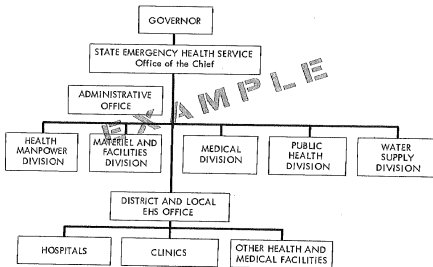 GOVERNOR
STATE EMERGENCY HEALTH SERVICE
Office of the Chief
ADMINISTRATIVE
OFFICE
EXAMPLE
HEALTH
MANPOWER
DIVISION
MATERIEL AND
FACILITIES
DIVISION
MEDICAL
DIVISION
PUBLIC
HEALTH
DIVISION
WATER
SUPPLY
DIVISION
DISTRICT AND LOCAL
EHS OFFICE
HOSPITALS
CLINICS
OTHER HEALTH AND
MEDICAL FACILITIES